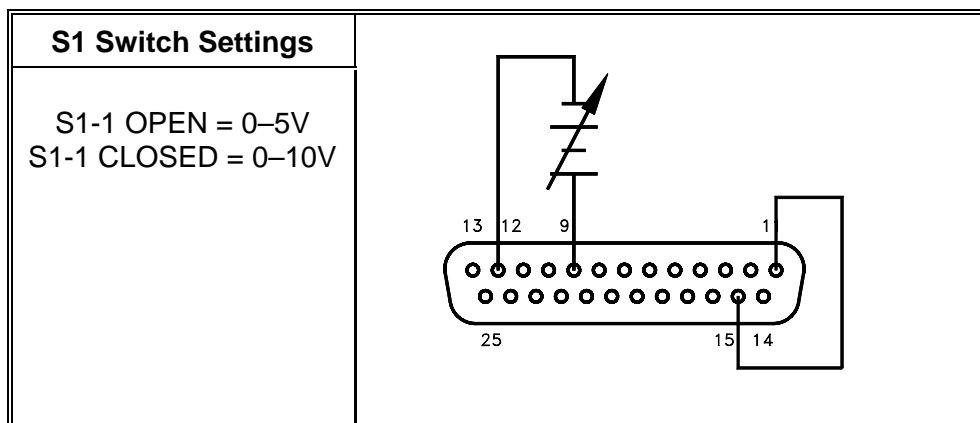 S1 Switch Settings
S1-1 OPEN = 0–5V
S1-1 CLOSED = 0–10V
13 12 9 1
25 15 14